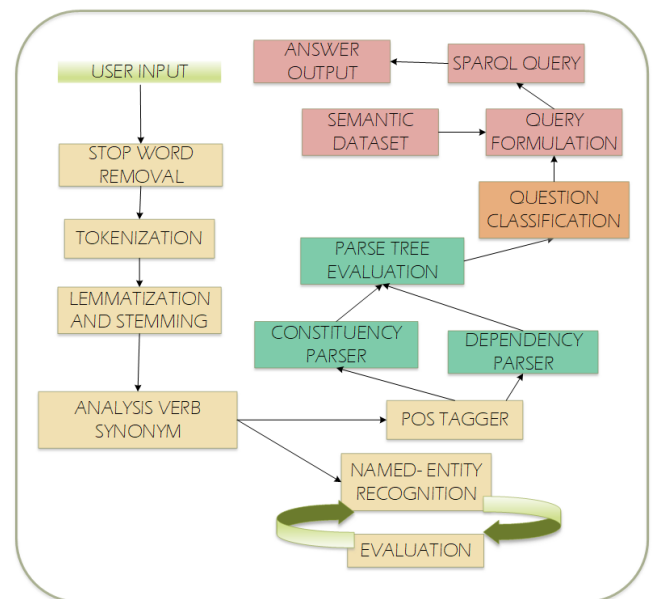 ANSWER
OUTPUT
SPARQL QUERY
USER INPUT
SEMANTIC
DATASET
QUERY
FORMULATION
STOP WORD
REMOVAL
QUESTION
CLASSIFICATION
TOKENIZATION
PARSE TREE
EVALUATION
LEMMATIZATION
AND STEMMING
CONSTITUENCY
PARSER
DEPENDENCY
PARSER
ANALYSIS VERB
SYNONYM
POS TAGGER
NAMED- ENTITY
RECOGNITION
EVALUATION